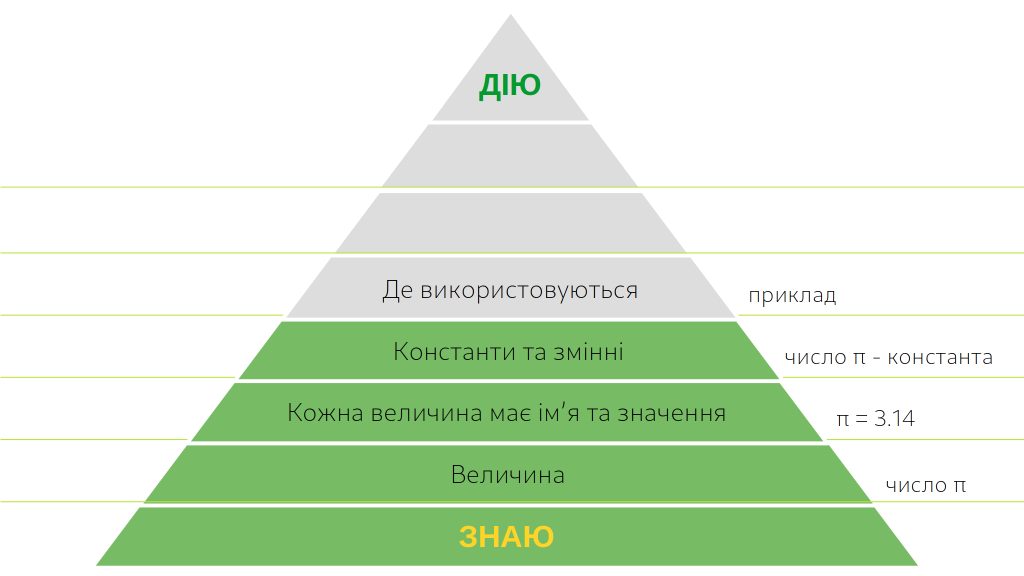 ДІЮ
Де використовуються
приклад
Константи та змінні
число π - константа
Кожна величина має ім’я та значення
π = 3.14
Величина
число π
ЗНАЮ